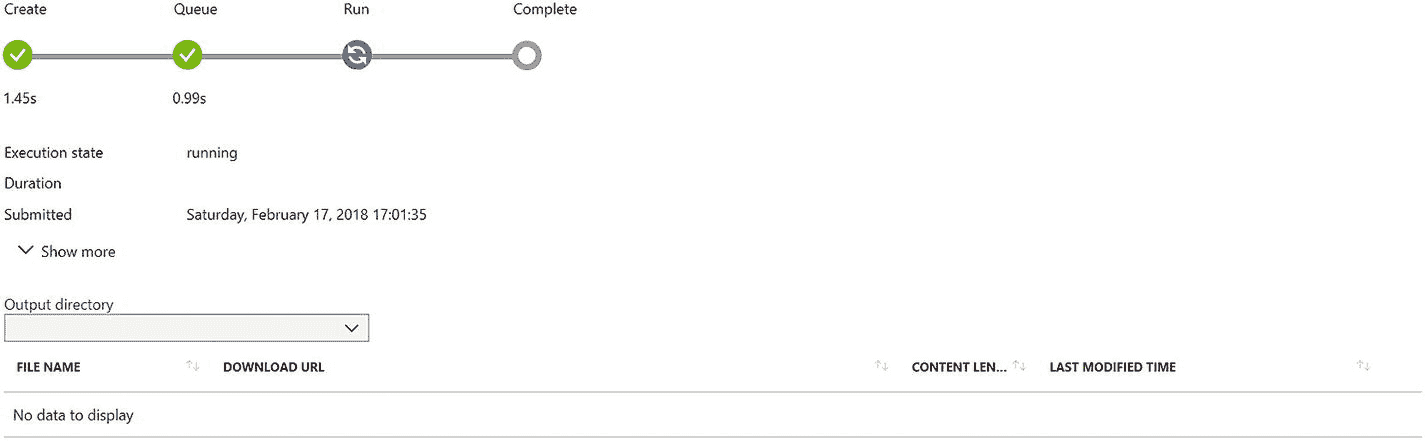 Create Queue Run Complete
1.45s 0.99s
Execution state running
Duration
Submitted Saturday, February 17, 2018 17:01:35
Show more
Output directory
FILE NAME DOWNLOAD URL CONTENT LEN... LAST MODIFIED TIME
No data to display